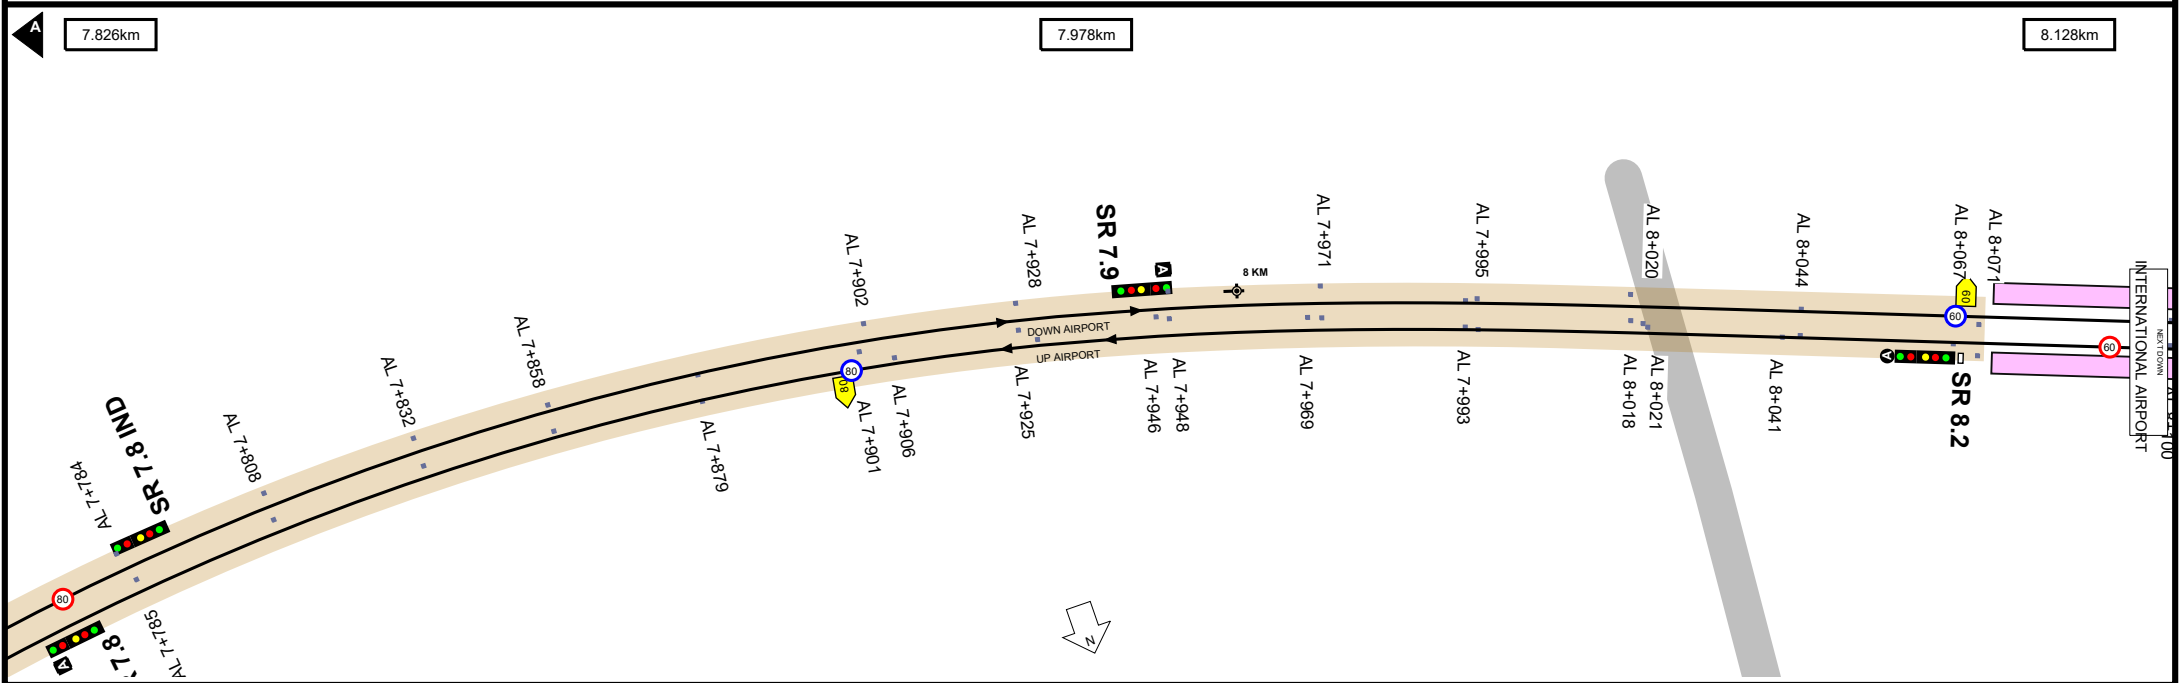 A
7.826km
7.978km
8.128km
AL 7+784
SR 7.8 IND
AL 7+808
AL 7+832
AL 7+858
AL 7+902
AL 7+928
SR 7.9
A
8 KM
AL 7+971
AL 7+995
AL 8+020
AL 8+044
AL 8+067
AL 8+071
60
60
DOWN AIRPORT
UP AIRPORT
80
80
80
A
7.8
AL 7+785
AL 7+879
AL 7+901
AL 7+906
AL 7+925
AL 7+946
AL 7+948
AL 7+969
AL 7+993
AL 8+018
AL 8+021
AL 8+041
A
SR 8.2
60
INTERNATIONAL AIRPORT
NEXT DOWN
N